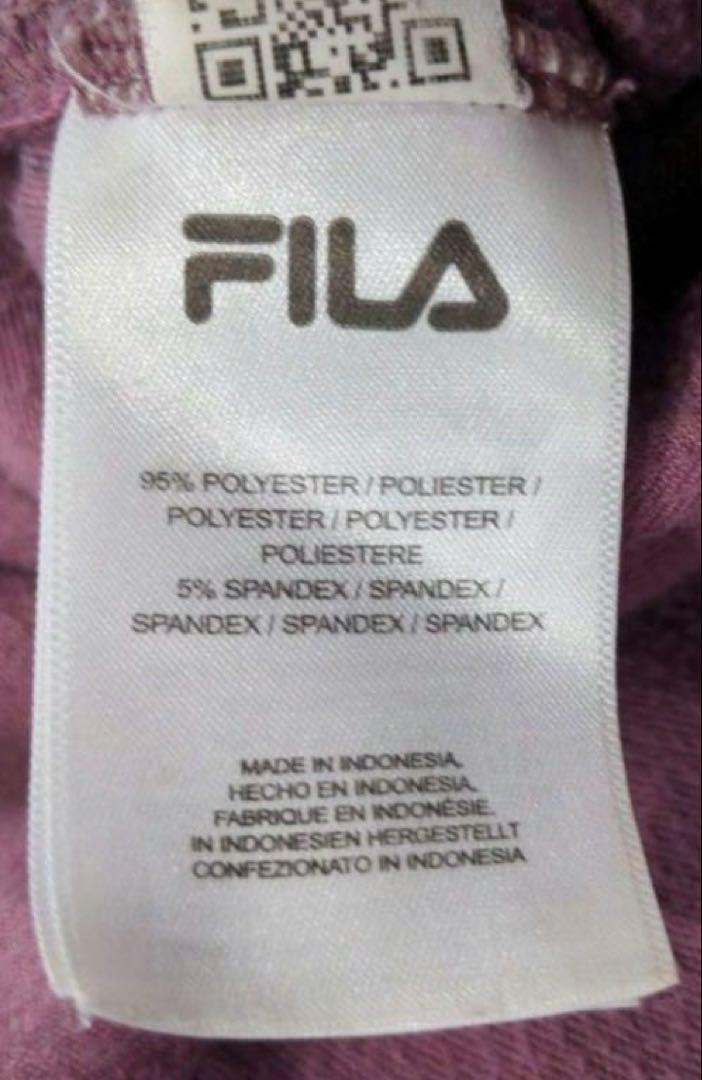 FILA
95% POLYESTER / POLIESTER /
POLYESTER / POLYESTER /
POLIESTERE
5% SPANDEX / SPANDEX /
SPANDEX / SPANDEX / SPANDEX
MADE IN INDONESIA.
HECHO EN INDONESIA.
FABRIQUE EN INDONÉSIE.
IN INDONESIEN HERGESTELLT
CONFEZIONATO IN INDONESIA